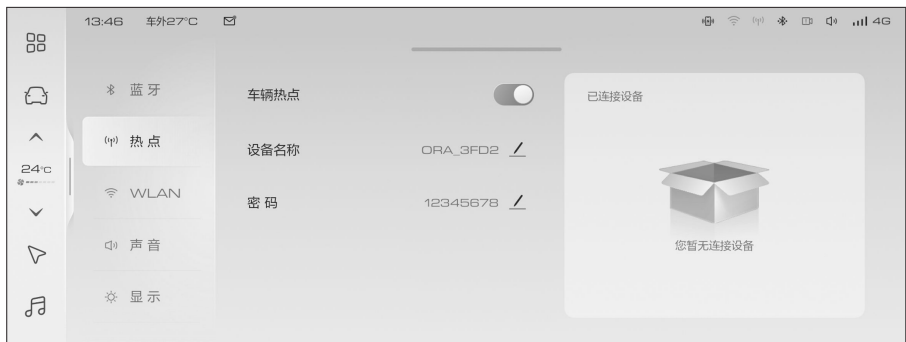 13:46 车外27°C
4G
24°C
蓝牙
热点
WLAN
声音
显示
车辆热点
设备名称 ORA_3FD2
密码 12345678
已连接设备
您暂无连接设备